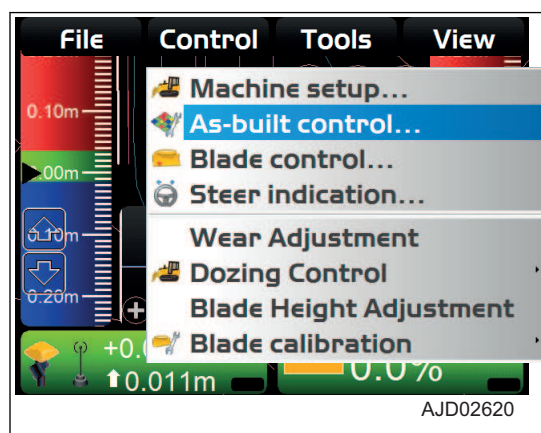 File Control Tools View
Machine setup...
0.10m
As-built control...
Blade control...
.00m
Steer indication...
Wear Adjustment
Dozing Control
0.20m
Blade Height Adjustment
Blade calibration
0.011m
0.0%
AJD02620